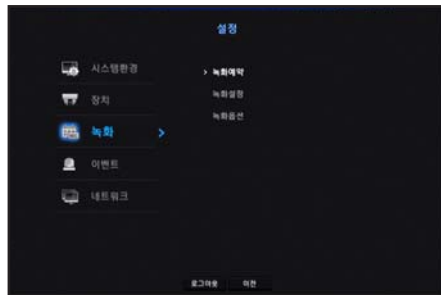 설정
시스템환경
장치
녹화
이벤트
네트워크
> 녹화예약
녹화설정
녹화옵션
로그아웃 이전